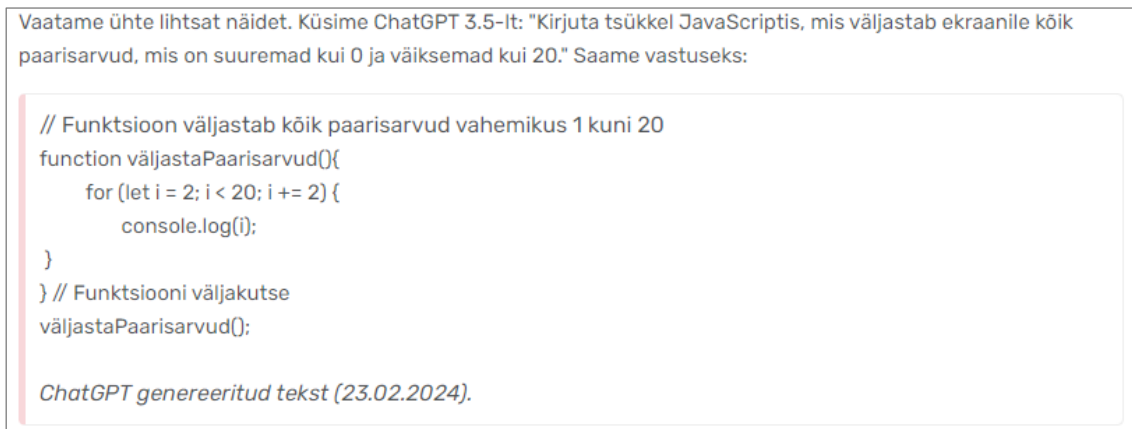 Vaatame ühte lihtsat näidet. Küsime ChatGPT 3.5-lt: "Kirjuta tsükkel JavaScriptis, mis väljastab ekraanile kõik
paarisarvud, mis on suuremad kui 0 ja väiksemad kui 20." Saame vastuseks:
// Funktsioon väljastab kõik paarisarvud vahemikus 1 kuni 20
function väljastaPaarisarvud(){
for (let i = 2; i < 20; i += 2) {
console.log(i);
}
} // Funktsiooni väljakutse
väljastaPaarisarvud();
ChatGPT genereeritud tekst (23.02.2024).